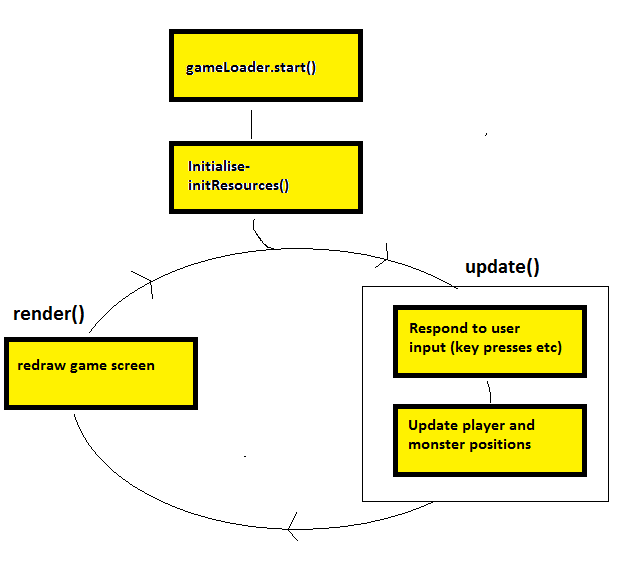 gameLoader.start()
Initialise-
initResources()
update()
Respond to user
input (key presses etc)
Update player and
monster positions
render()
redraw game screen